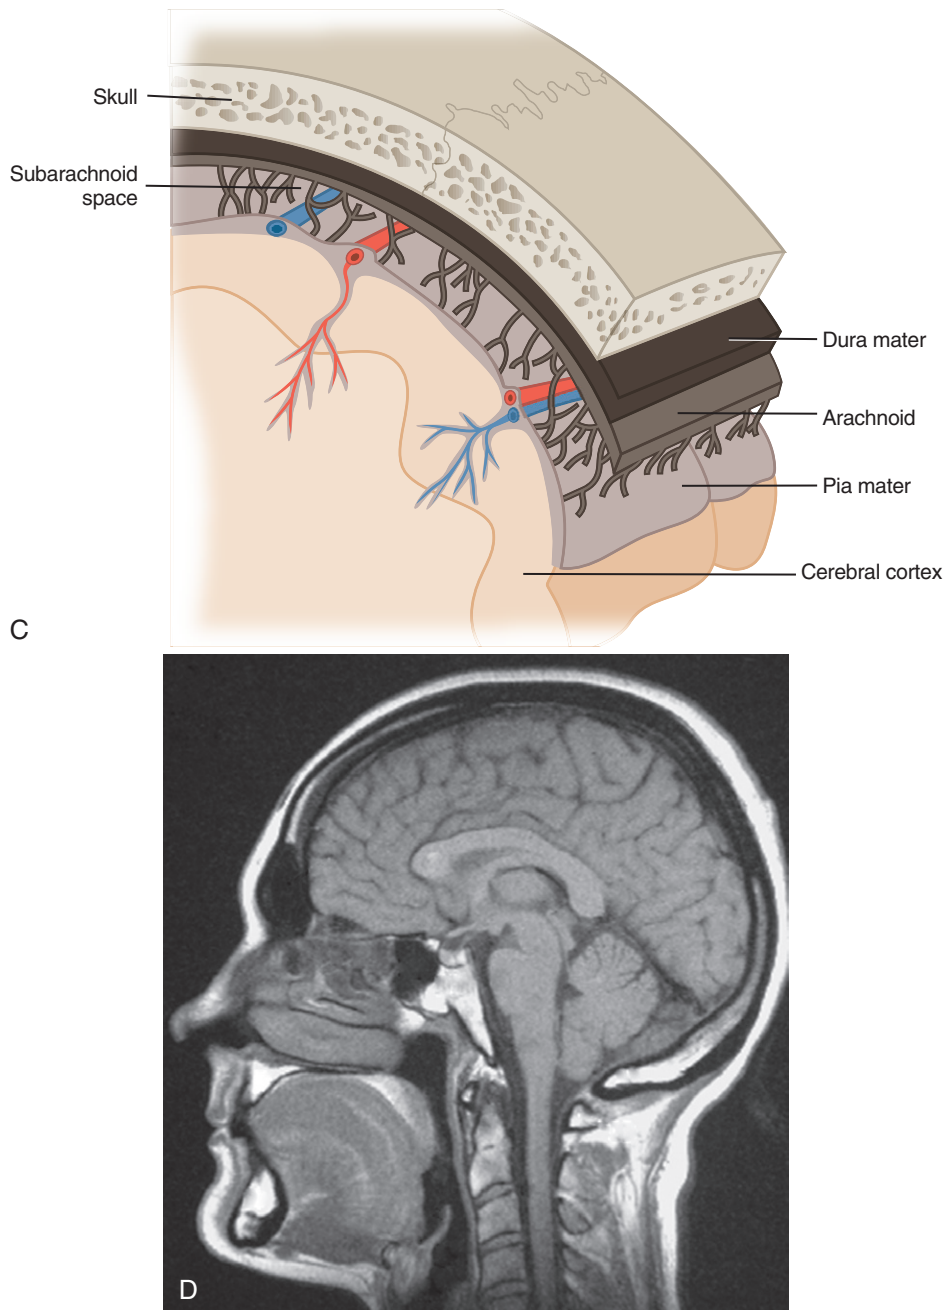 Skull
Subarachnoid
space
Dura mater
Arachnoid
Pia mater
Cerebral cortex
C
D